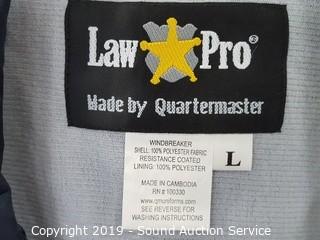 Law Pro®
Made by Quartermaster
WINDBREAKER
SHELL: 100% POLYESTER FABRIC
RESISTANCE COATED
LINING: 100% POLYESTER
L
MADE IN CAMBODIA
RN # 100330
www.qmuniforms.com
SEE REVERSE FOR
WASHING INSTRUCTIONS
Copyright 2019 - Sound Auction Service